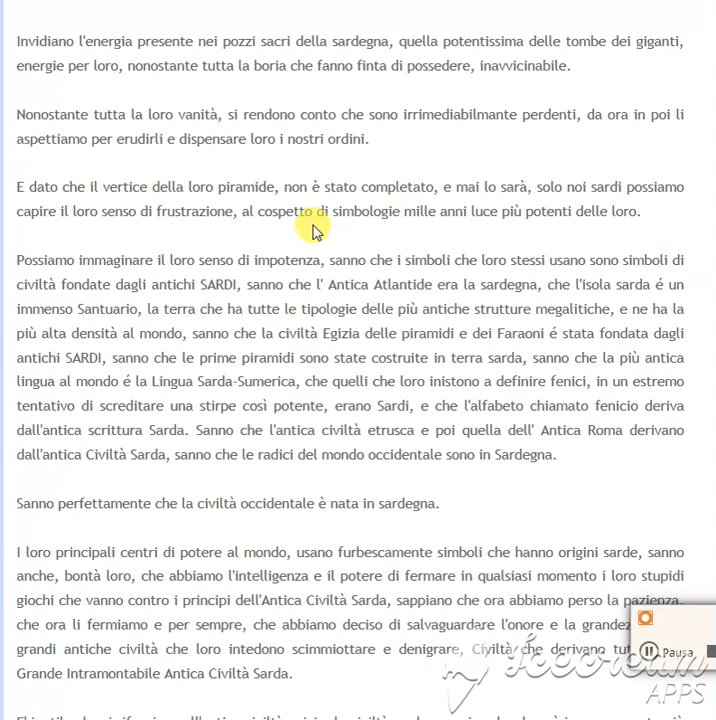 Invidiano l'energia presente nei pozzi sacri della sardegna, quella potentissima delle tombe dei giganti,
energie per loro, nonostante tutta la boria che fanno finta di possedere, inavvicinabile.
Nonostante tutta la loro vanità, si rendono conto che sono irrimediabilmante perdenti, da ora in poi li
aspettiamo per erudirli e dispensare loro i nostri ordini.
E dato che il vertice della loro piramide, non è stato completato, e mai lo sarà, solo noi sardi possiamo
capire il loro senso di frustrazione, al cospetto di simbologie mille anni luce più potenti delle loro.
Possiamo immaginare il loro senso di impotenza, sanno che i simboli che loro stessi usano sono simboli di
civiltà fondate dagli antichi SARDI, sanno che l' Antica Atlantide era la sardegna, che l'isola sarda é un
immenso Santuario, la terra che ha tutte le tipologie delle più antiche strutture megalitiche, e ne ha la
più alta densità al mondo, sanno che la civiltà Egizia delle piramidi e dei Faraoni é stata fondata dagli
antichi SARDI, sanno che le prime piramidi sono state costruite in terra sarda, sanno che la più antica
lingua al mondo é la Lingua Sarda-Sumerica, che quelli che loro inistono a definire fenici, in un estremo
tentativo di screditare una stirpe così potente, erano Sardi, e che l'alfabeto chiamato fenicio deriva
dall'antica scrittura Sarda. Sanno che l'antica civiltà etrusca e poi quella dell' Antica Roma derivano
dall'antica Civiltà Sarda, sanno che le radici del mondo occidentale sono in Sardegna.
Sanno perfettamente che la civiltà occidentale è nata in sardegna.
I loro principali centri di potere al mondo, usano furbescamente simboli che hanno origini sarde, sanno
anche, bontà loro, che abbiamo l'intelligenza e il potere di fermare in qualsiasi momento i loro stupidi
giochi che vanno contro i principi dell'Antica Civiltà Sarda, sappiano che ora abbiamo perso la pazienza,
che ora li fermiamo e per sempre, che abbiamo deciso di salvaguardare l'onore e la
grandi antiche civiltà che loro intedono scimmiottare e denigrare, Civiltà che derivano
Pausa
Grande Intramontabile Antica Civiltà Sarda.
Icecream
APPS